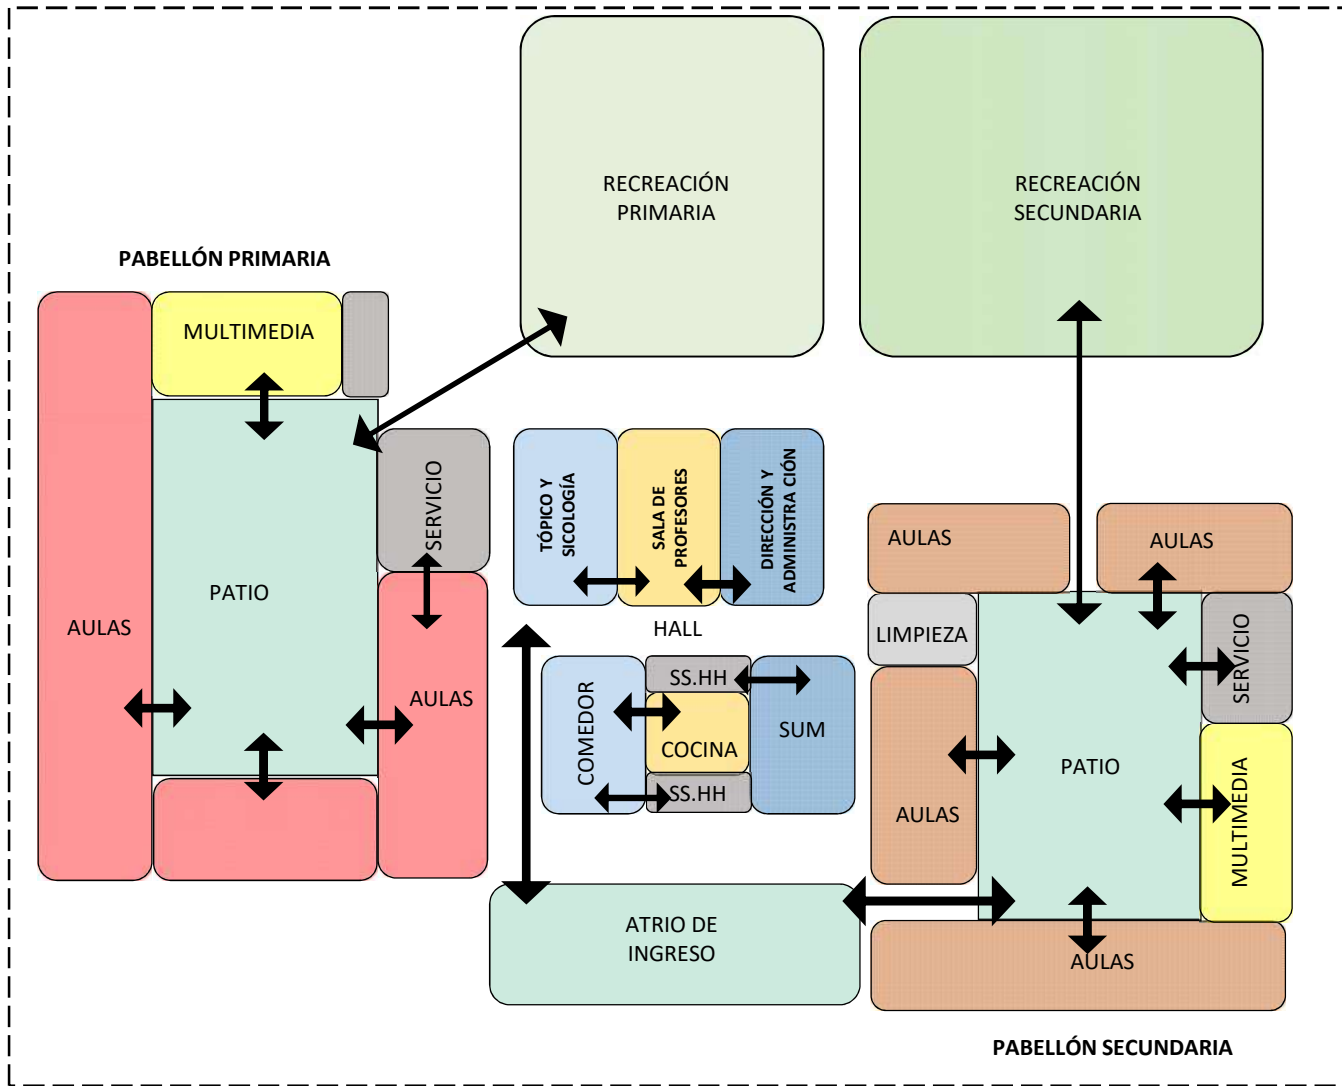 RECREACIÓN
PRIMARIA
RECREACIÓN
SECUNDARIA
PABELLÓN PRIMARIA
MULTIMEDIA
SERVICIO
PATIO
AULAS
AULAS
TÓPICO Y
SICOLOGÍA
SALA DE
PROFESORES
DIRECCIÓN Y
ADMINISTRA CIÓN
HALL
COMEDOR
SS.HH
COCINA
SS.HH
SUM
ATRIO DE
INGRESO
AULAS
AULAS
LIMPIEZA
SERVICIO
PATIO
AULAS
MULTIMEDIA
AULAS
PABELLÓN SECUNDARIA